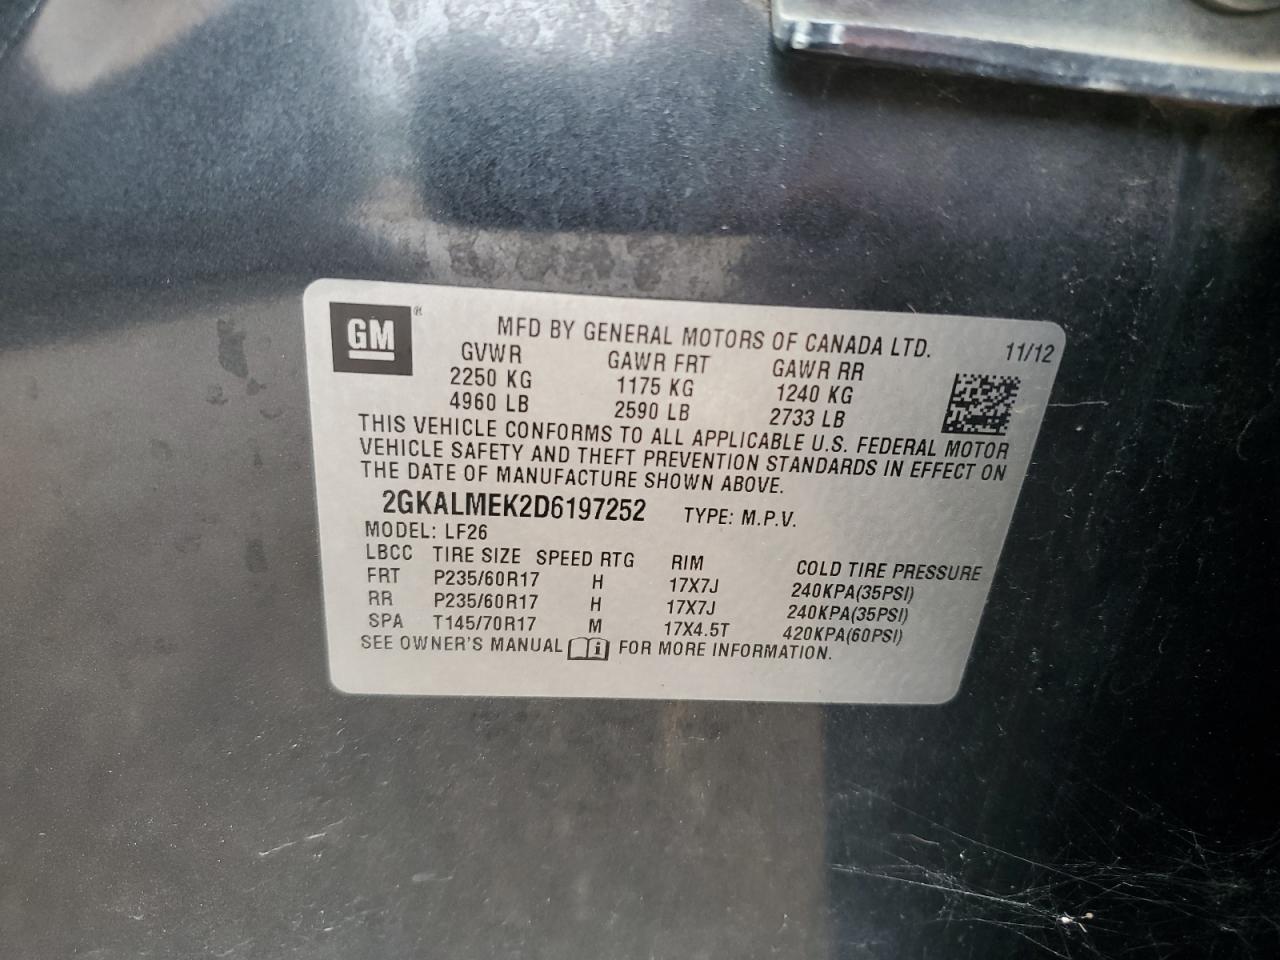 GM®
MFD BY GENERAL MOTORS OF CANADA LTD. 11/12
GVWR GAWR FRT GAWR RR
2250 KG 1175 KG 1240 KG
4960 LB 2590 LB 2733 LB
THIS VEHICLE CONFORMS TO ALL APPLICABLE U.S. FEDERAL MOTOR
VEHICLE SAFETY AND THEFT PREVENTION STANDARDS IN EFFECT ON
THE DATE OF MANUFACTURE SHOWN ABOVE.
2GKALMEK2D6197252 TYPE: M.P.V.
MODEL: LF26
LBCC TIRE SIZE SPEED RTG RIM COLD TIRE PRESSURE
FRT P235/60R17 H 17X7J 240KPA(35PSI)
RR P235/60R17 H 17X7J 240KPA(35PSI)
SPA T145/70R17 M 17X4.5T 420KPA(60PSI)
SEE OWNER'S MANUAL i FOR MORE INFORMATION.